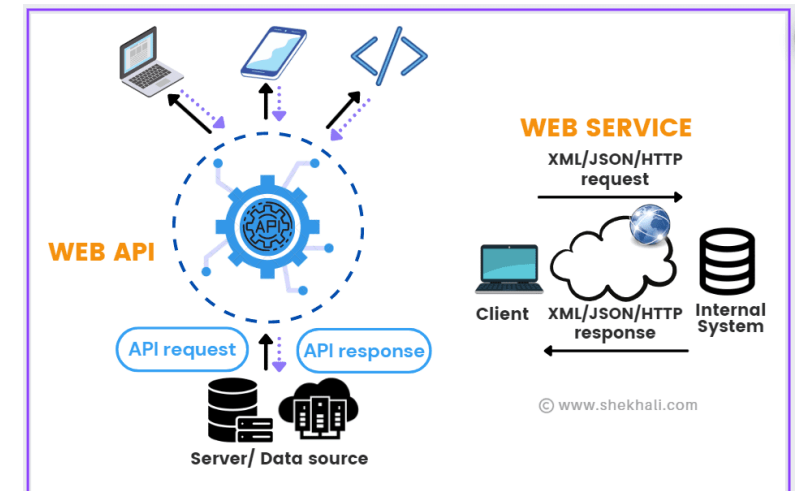 WEB API
API
API request
API response
Server/ Data source
WEB SERVICE
XML/JSON/HTTP
request
Client
XML/JSON/HTTP
response
Internal
System
© www.shekhali.com